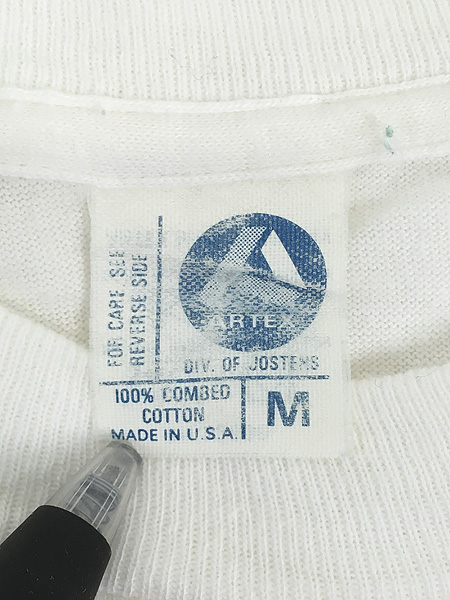 FOR CARE SEE
REVERSE SIDE
ARTEX
DIV. OF JOSTENS
100% COMBED
COTTON
MADE IN U.S.A.
M